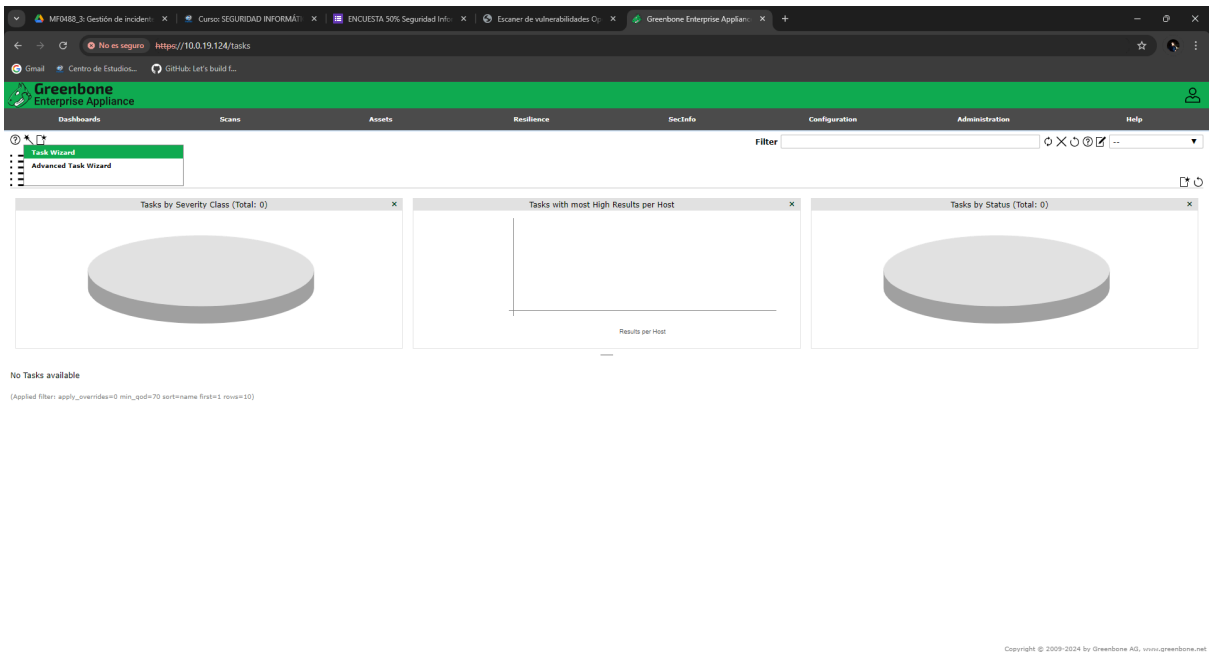 MF0488_3: Gestión de incidente
Curso: SEGURIDAD INFORMÁTI
ENCUESTA 50% Seguridad Infor
Escaner de vulnerabilidades Op
Greenbone Enterprise Applianc
No es seguro https://10.0.19.124/tasks
Gmail Centro de Estudios... GitHub: Let's build f...
Greenbone
Enterprise Appliance
Dashboards Scans Assets Resilience SecInfo Configuration Administration Help
Filter --
Task Wizard
Advanced Task Wizard
Tasks by Severity Class (Total: 0)
Tasks with most High Results per Host
Tasks by Status (Total: 0)
Results per Host
No Tasks available
(Applied filter: apply_overrides=0 min_qod=70 sort=name first=1 rows=10)
Copyright © 2009-2024 by Greenbone AG, www.greenbone.net